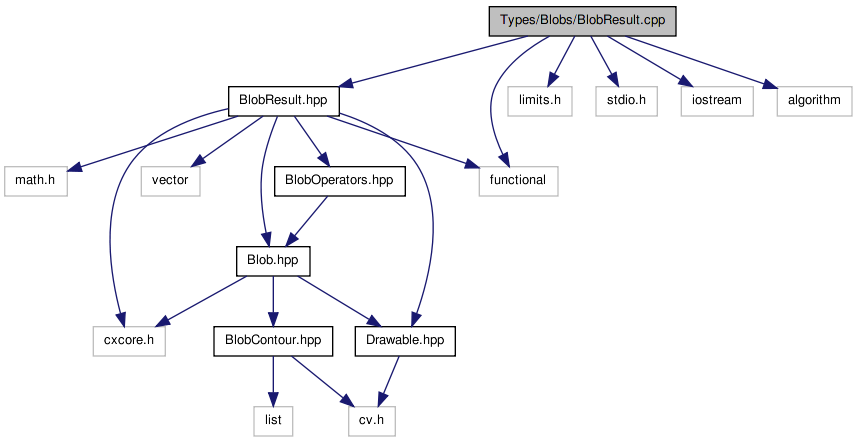 Types/Blobs/BlobResult.cpp
BlobResult.hpp
limits.h
stdio.h
iostream
algorithm
math.h
vector
BlobOperators.hpp
functional
Blob.hpp
cxcore.h
BlobContour.hpp
Drawable.hpp
list
cv.h